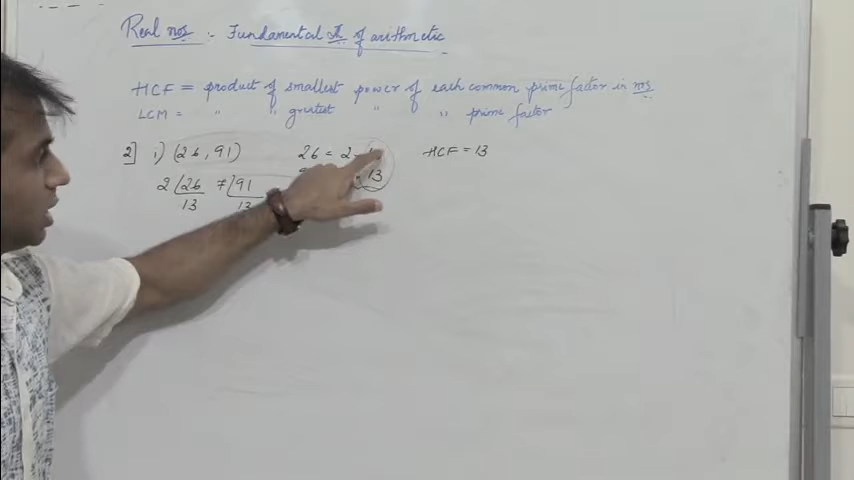 Real nos :- Fundamental Th of arithmetic
HCF = product of smallest power of each common prime factor in nos
LCM = " " greatest " " prime factor
2] i) (26, 91) 26 = 2 HCF = 13
2 26 7 91 13
13 13